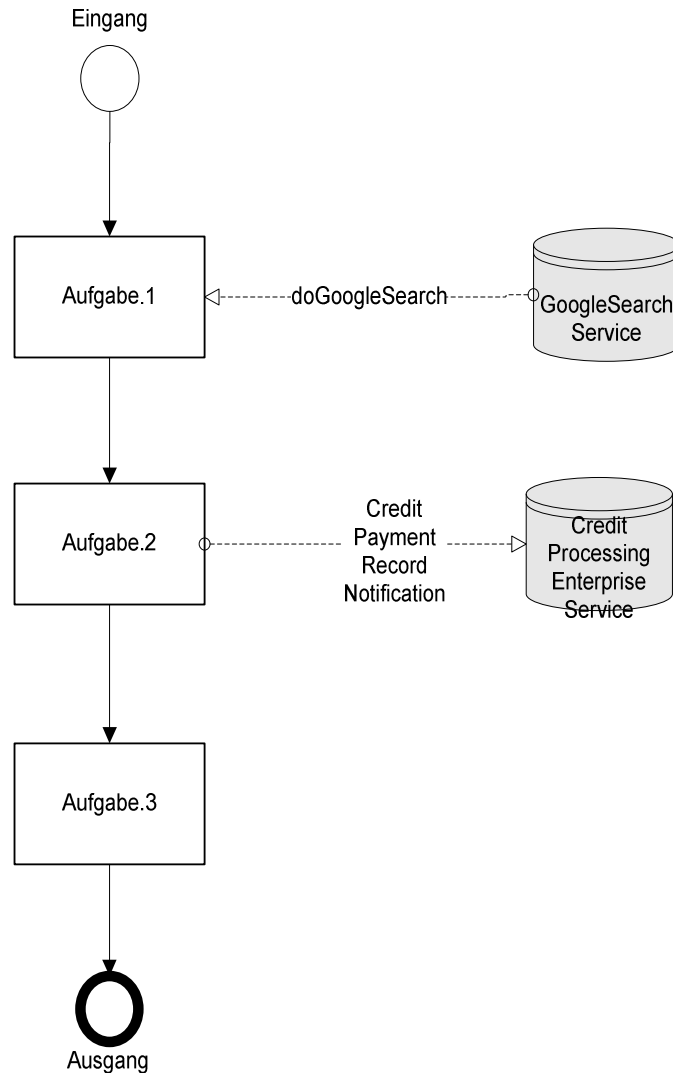 Eingang
Aufgabe.1
doGoogleSearch
GoogleSearch
Service
Aufgabe.2
Credit
Payment
Record
Notification
Credit
Processing
Enterprise
Service
Aufgabe.3
Ausgang